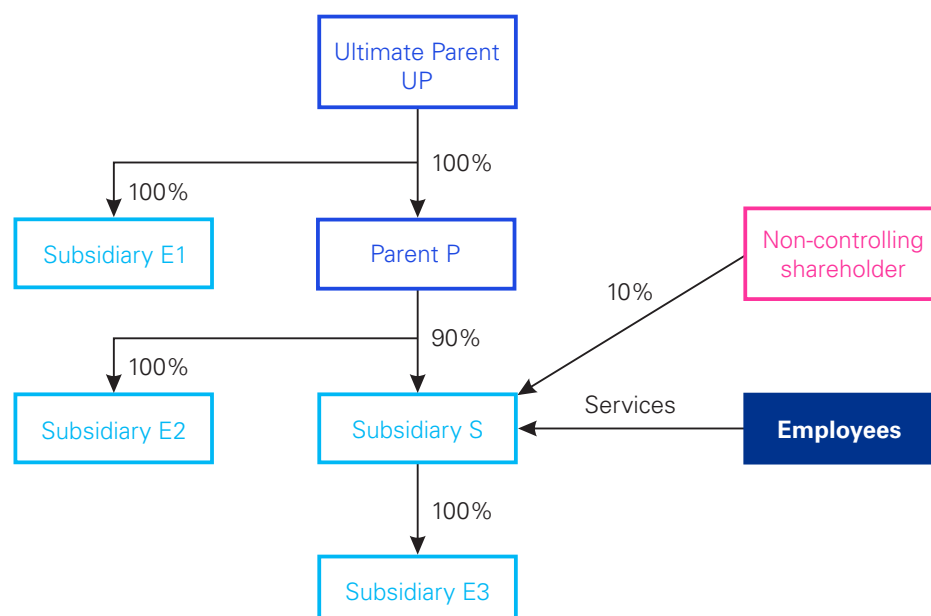 Ultimate Parent
UP
100%
100%
Subsidiary E1
Parent P
Non-controlling
shareholder
10%
90%
100%
Subsidiary E2
Subsidiary S
Services
Employees
100%
Subsidiary E3